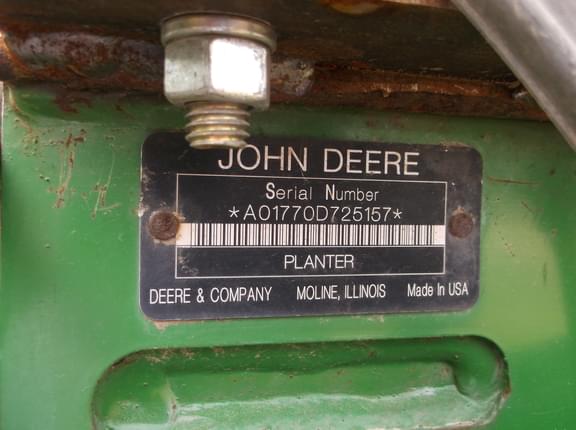 JOHN DEERE
Serial Number
*A01770D725157*
PLANTER
DEERE & COMPANY MOLINE, ILLINOIS Made In USA